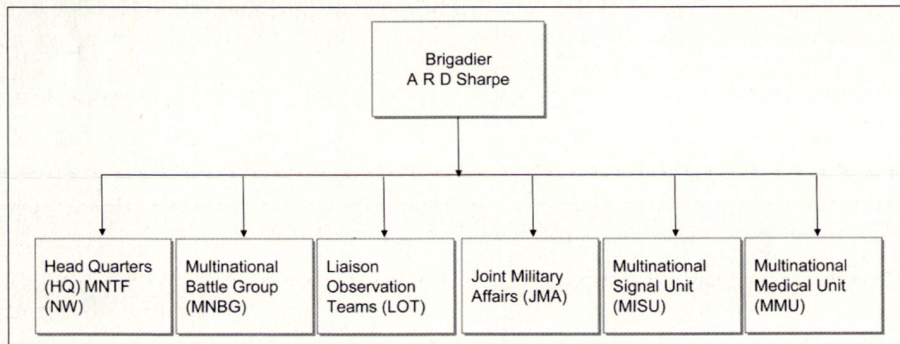 Brigadier
A R D Sharpe
Head Quarters
(HQ) MNTF
(NW)
Multinational
Battle Group
(MNBG)
Liaison
Observation
Teams (LOT)
Joint Military
Affairs (JMA)
Multinational
Signal Unit
(MISU)
Multinational
Medical Unit
(MMU)